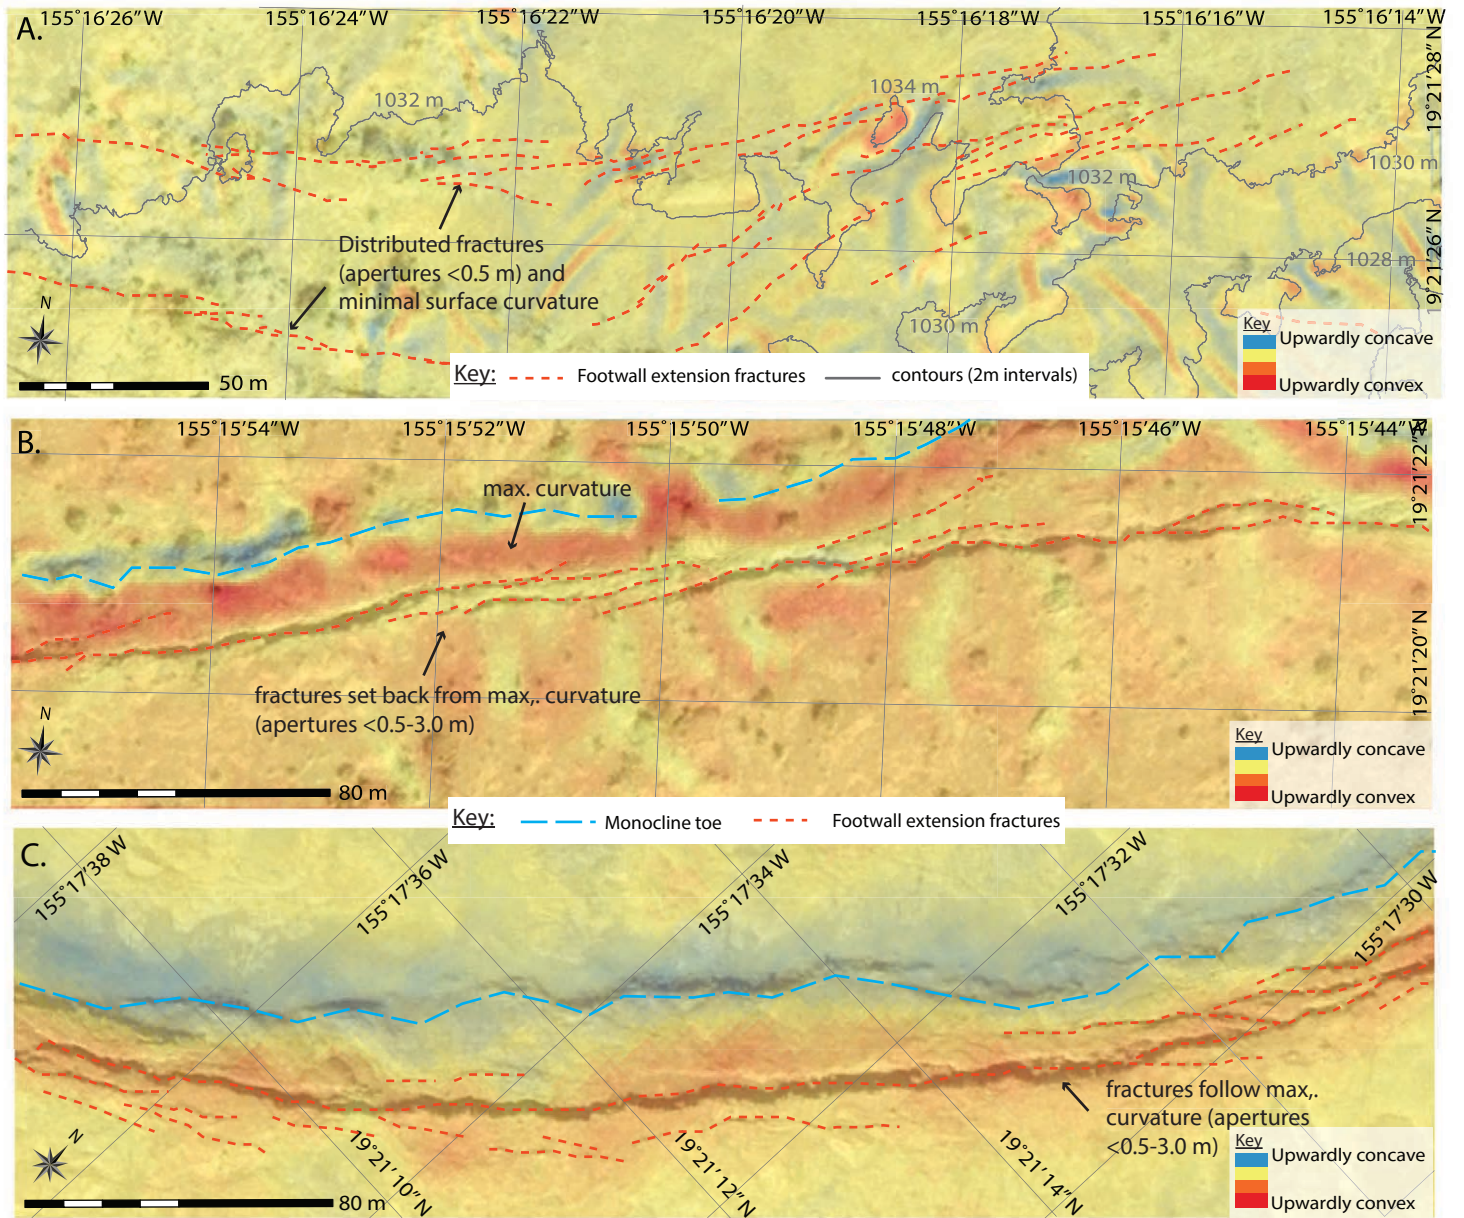 A.
155°16'26"W
155°16'24"W
155°16'22"W
155°16'20"W
155°16'18"W
155°16'16"W
155°16'14"W
19°21'28"N
1034 m
1032 m
1030 m
1032 m
Distributed fractures
(apertures <0.5 m) and
minimal surface curvature
19°21'26"N
1028 m
1030 m
N
50 m
Key
Upwardly concave
Upwardly convex
Key:
Footwall extension fractures
contours (2m intervals)
B.
155°15'54"W
155°15'52"W
155°15'50"W
155°15'48"W
155°15'46"W
155°15'44"W
19°21'22"N
max. curvature
19°21'20"N
fractures set back from max,. curvature
(apertures <0.5-3.0 m)
N
80 m
Key
Upwardly concave
Upwardly convex
Key:
Monocline toe
Footwall extension fractures
C.
155°17'38 W
155°17'36 W
155°17'34 W
155°17'32 W
155°17'30 W
fractures follow max,.
curvature (apertures
<0.5-3.0 m)
N
19°21'10"N
19°21'12"N
19°21'14"N
80 m
Key
Upwardly concave
Upwardly convex